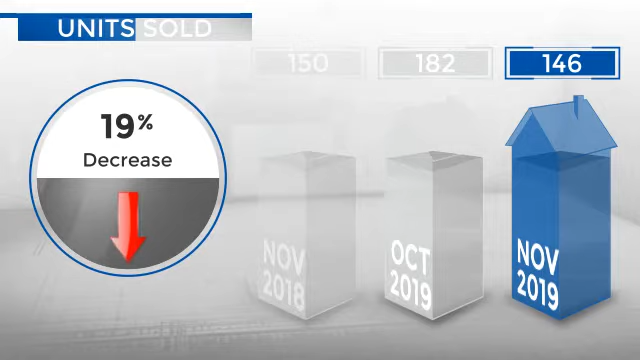 UNITS SOLD
150
182
146
19%
Decrease
NOV
2018
OCT
2019
NOV
2019